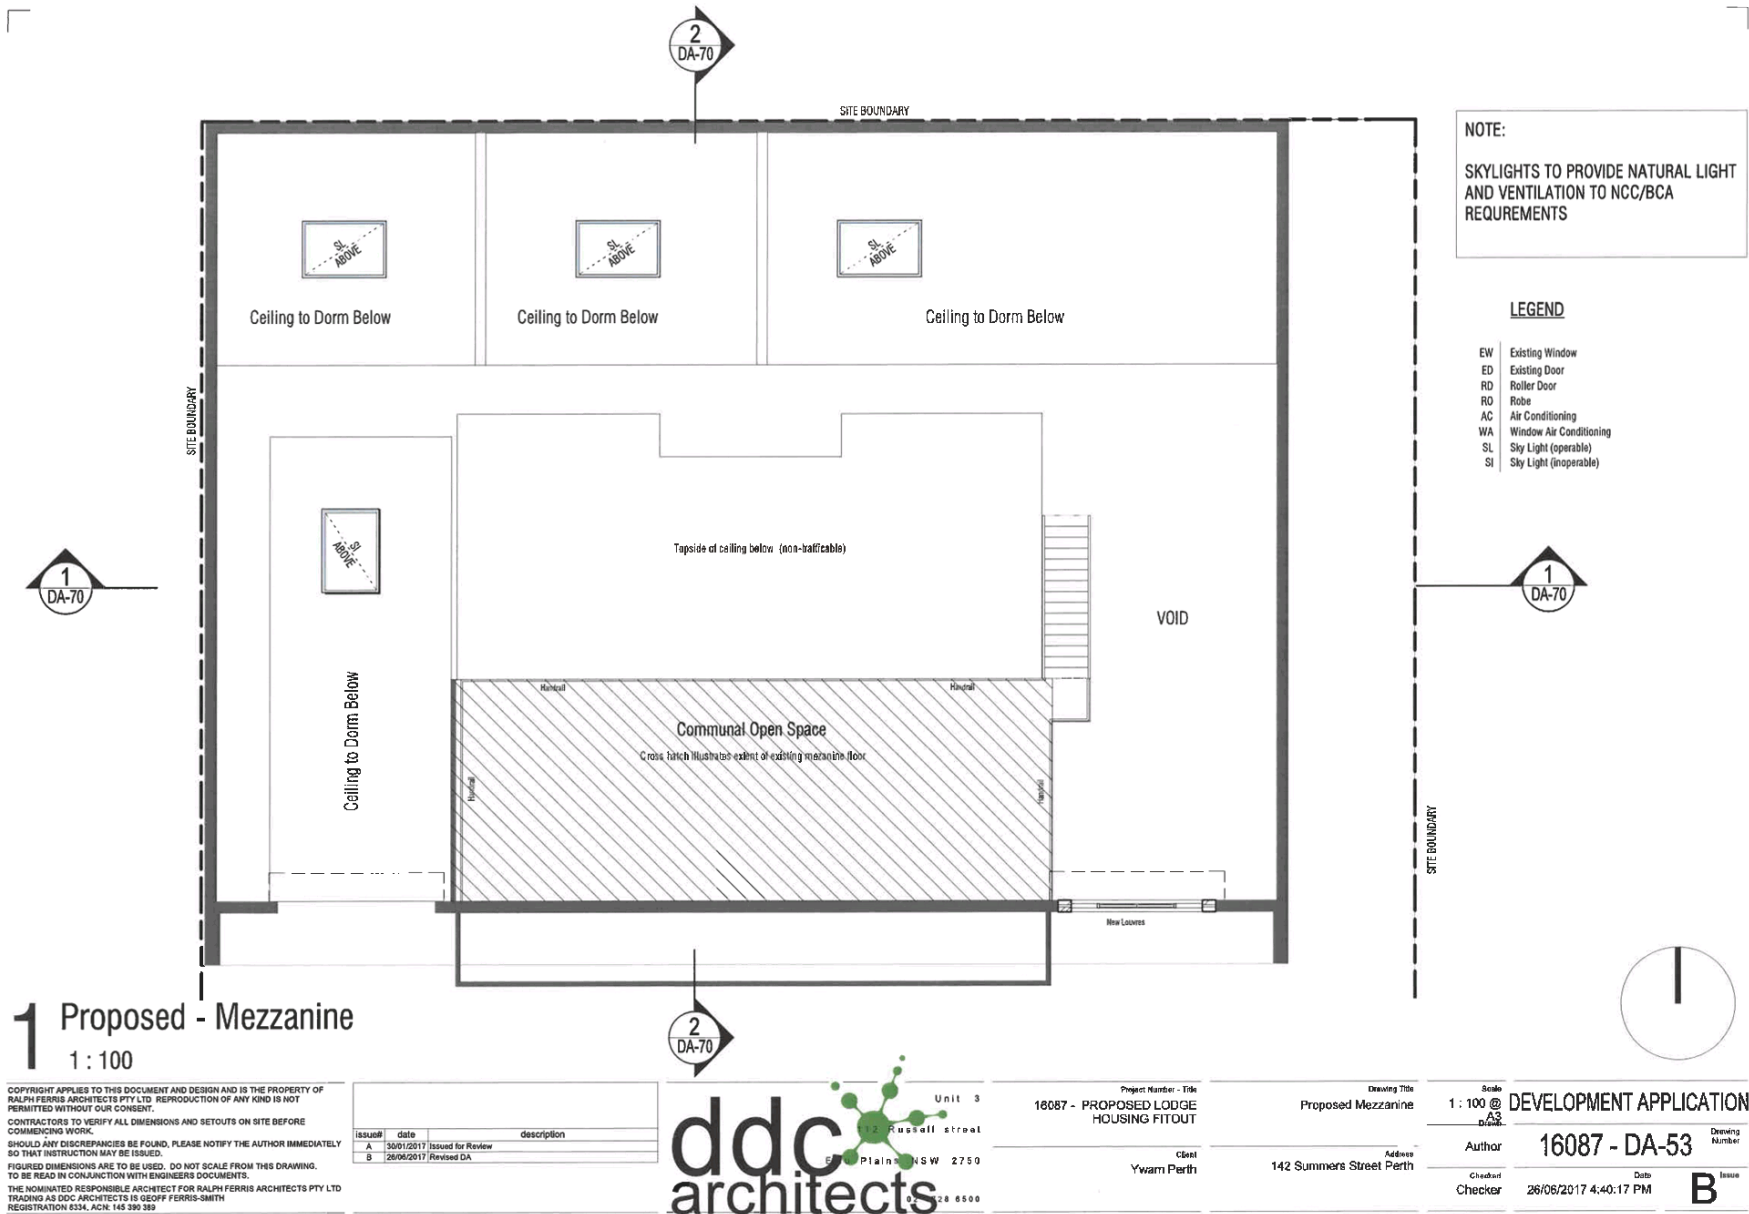 2
DA-70
SITE BOUNDARY
NOTE:
SKYLIGHTS TO PROVIDE NATURAL LIGHT
AND VENTILATION TO NCC/BCA
REQUREMENTS
SL
ABOVE
SL
ABOVE
SL
ABOVE
Ceiling to Dorm Below
Ceiling to Dorm Below
Ceiling to Dorm Below
LEGEND
EW Existing Window
ED Existing Door
RD Roller Door
RO Robe
AC Air Conditioning
WA Window Air Conditioning
SL Sky Light (operable)
SI Sky Light (inoperable)
SITE BOUNDARY
SI
ABOVE
Topside of ceiling below (non-trafficable)
1
DA-70
1
DA-70
VOID
Ceiling to Dorm Below
Handrail
Handrail
Communal Open Space
Cross hatch illustrates extent of existing mezanine floor
Handrail
Handrail
SITE BOUNDARY
New Louvres
1 Proposed - Mezzanine
1 : 100
2
DA-70
COPYRIGHT APPLIES TO THIS DOCUMENT AND DESIGN AND IS THE PROPERTY OF
RALPH FERRIS ARCHITECTS PTY LTD REPRODUCTION OF ANY KIND IS NOT
PERMITTED WITHOUT OUR CONSENT.
CONTRACTORS TO VERIFY ALL DIMENSIONS AND SETOUTS ON SITE BEFORE
COMMENCING WORK.
SHOULD ANY DISCREPANCIES BE FOUND, PLEASE NOTIFY THE AUTHOR IMMEDIATELY
SO THAT INSTRUCTION MAY BE ISSUED.
FIGURED DIMENSIONS ARE TO BE USED. DO NOT SCALE FROM THIS DRAWING.
TO BE READ IN CONJUNCTION WITH ENGINEERS DOCUMENTS.
THE NOMINATED RESPONSIBLE ARCHITECT FOR RALPH FERRIS ARCHITECTS PTY LTD
TRADING AS DDC ARCHITECTS IS GEOFF FERRIS-SMITH
REGISTRATION 8334, ACN: 145 390 389
issue# date description
A 30/01/2017 Issued for Review
B 26/06/2017 Revised DA
ddc
architects
Unit 3
Russell street
Plains NSW 2750
6500
Project Number - Title
16087 - PROPOSED LODGE
HOUSING FITOUT
Client
Ywam Perth
Drawing Title
Proposed Mezzanine
Address
142 Summers Street Perth
Scale
1 : 100 @
A3
Drawn
Author
Checked
Checker
DEVELOPMENT APPLICATION
16087 - DA-53
Drawing
Number
Date
26/06/2017 4:40:17 PM
B
Issue